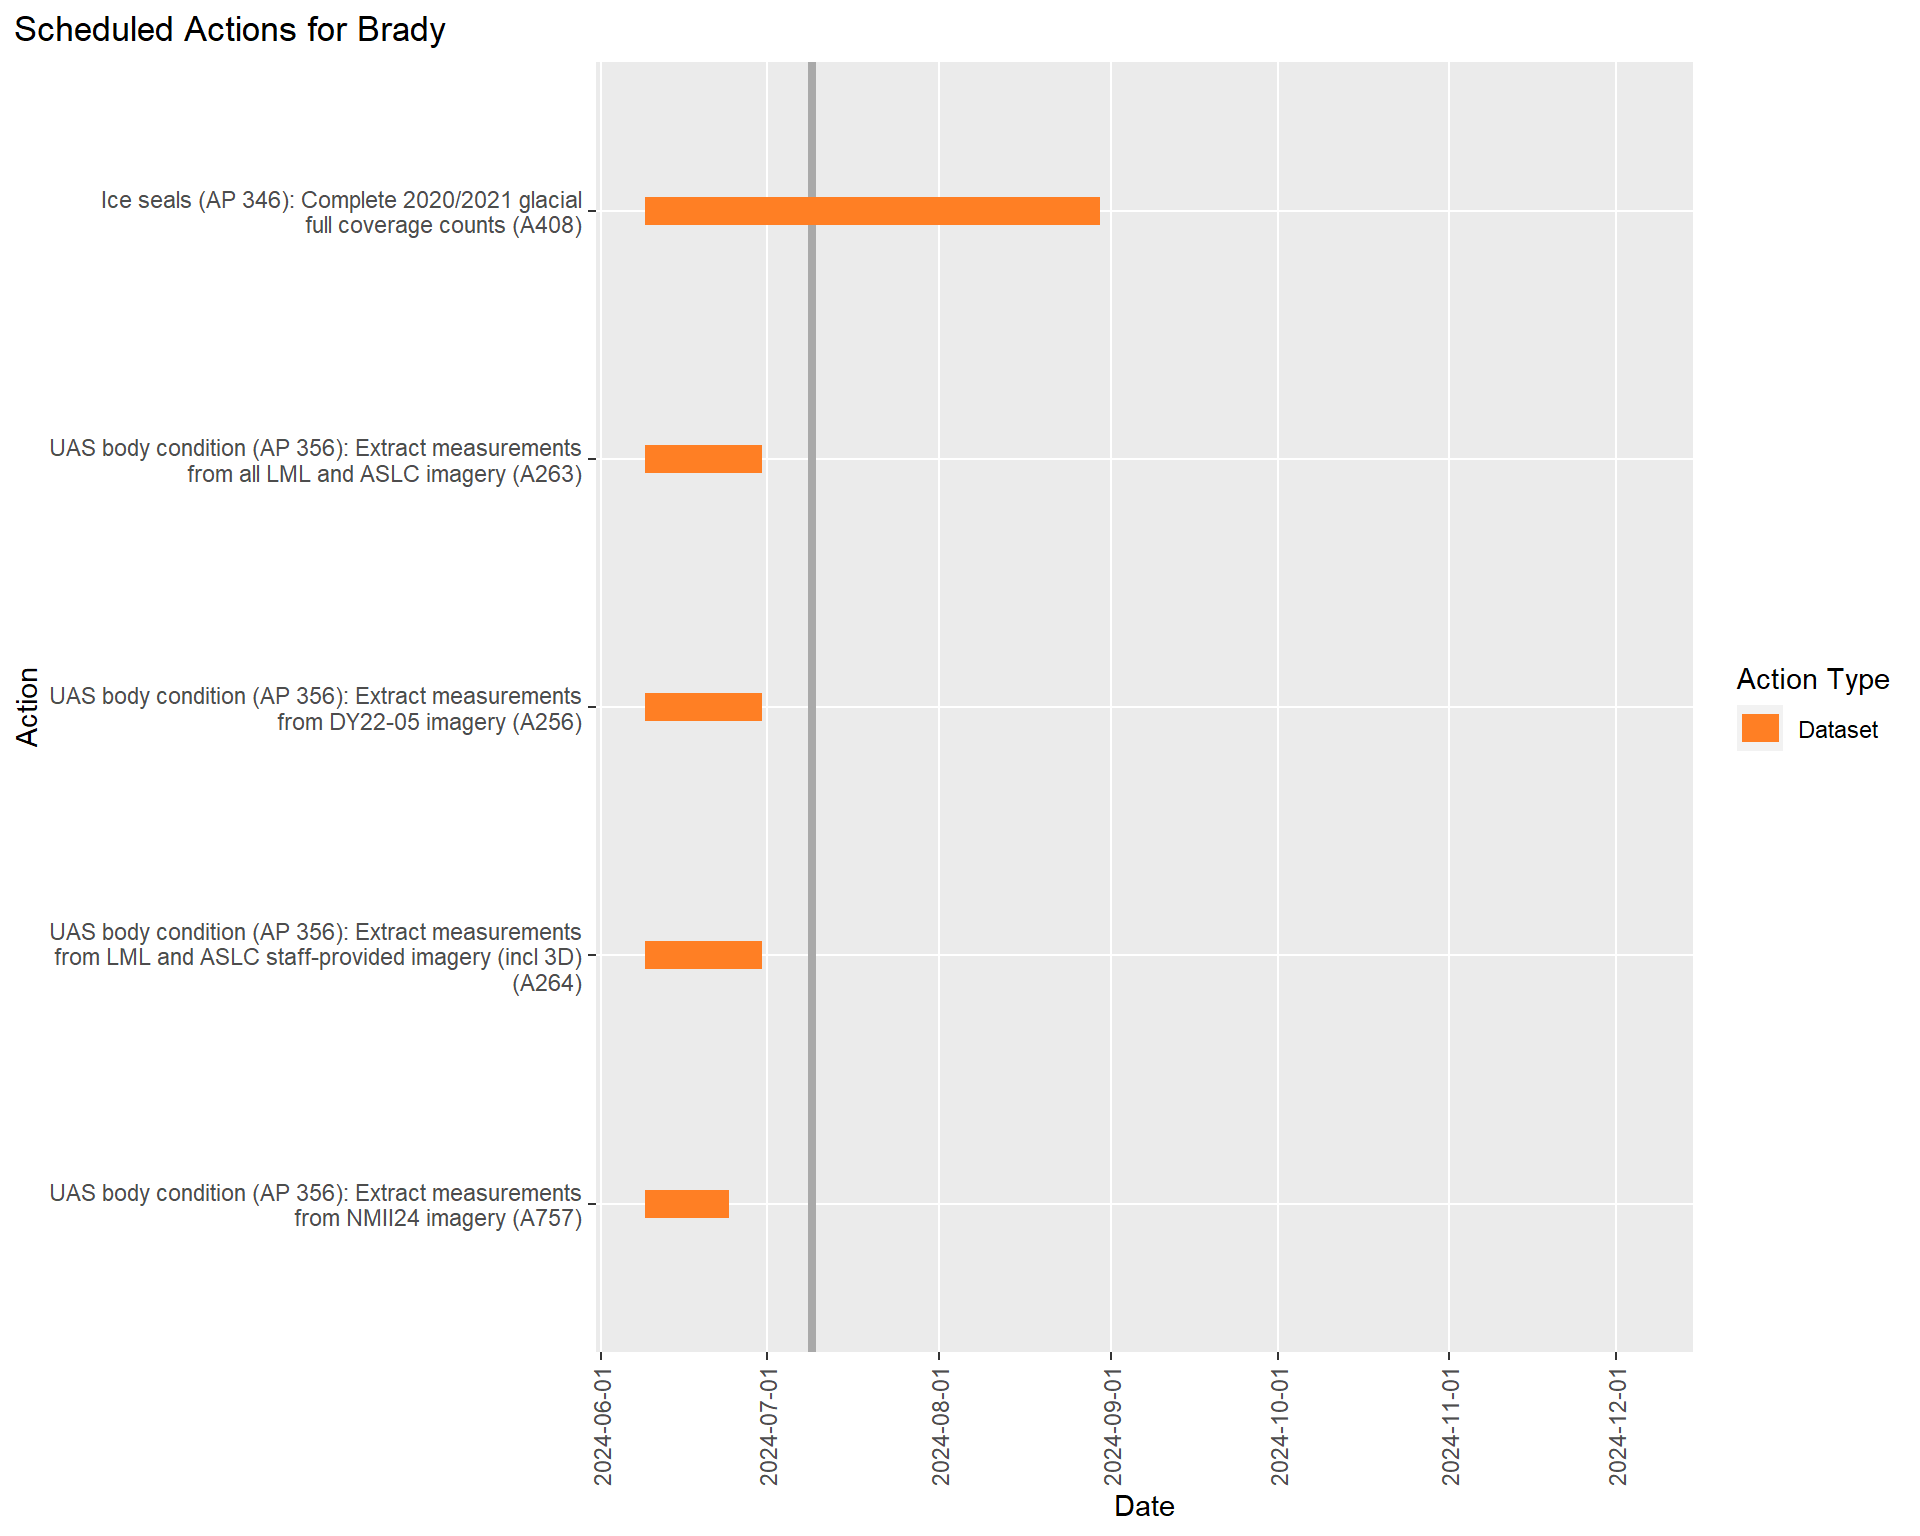 Scheduled Actions for Brady
Ice seals (AP 346): Complete 2020/2021 glacial
full coverage counts (A408)
UAS body condition (AP 356): Extract measurements
from all LML and ASLC imagery (A263)
UAS body condition (AP 356): Extract measurements
from DY22-05 imagery (A256)
UAS body condition (AP 356): Extract measurements
from LML and ASLC staff-provided imagery (incl 3D)
(A264)
UAS body condition (AP 356): Extract measurements
from NMII24 imagery (A757)
Action
2024-06-01
2024-07-01
2024-08-01
2024-09-01
2024-10-01
2024-11-01
2024-12-01
Date
Action Type
Dataset